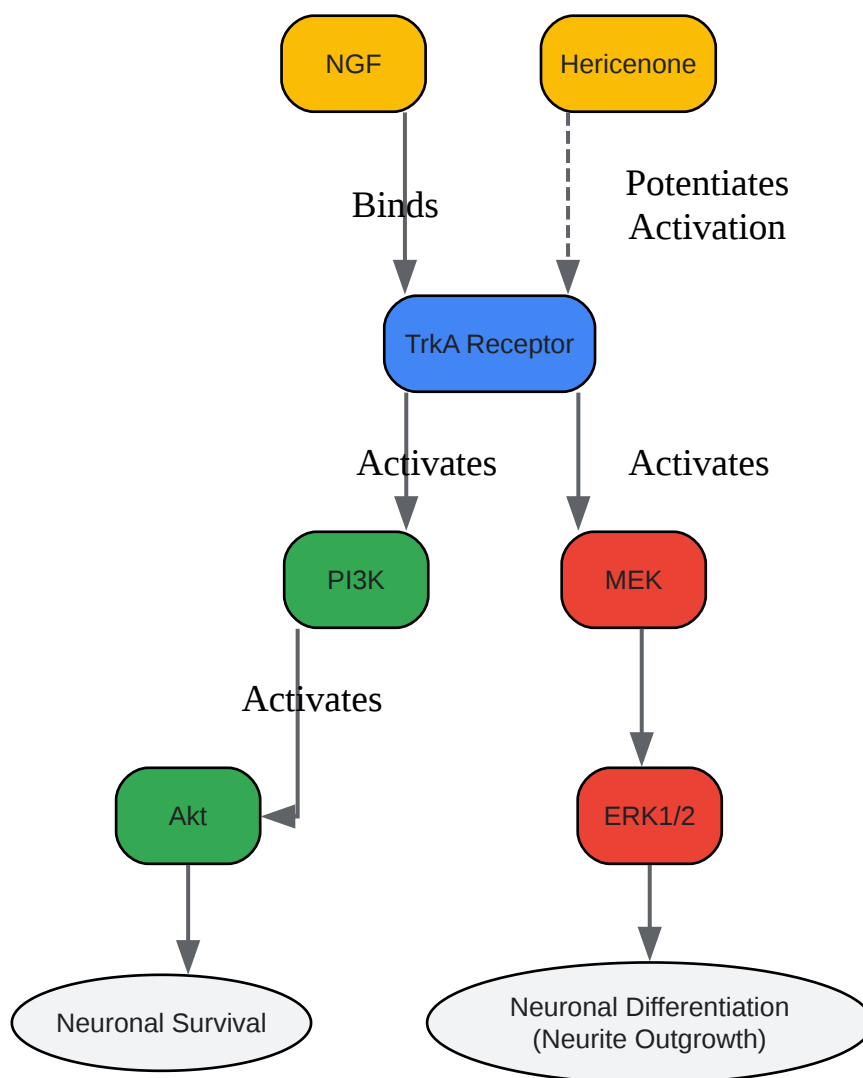 NGF
Hericenone
Binds
Potentiates
Activation
TrkA Receptor
Activates
Activates
PI3K
MEK
Activates
Akt
ERK1/2
Neuronal Survival
Neuronal Differentiation
(Neurite Outgrowth)